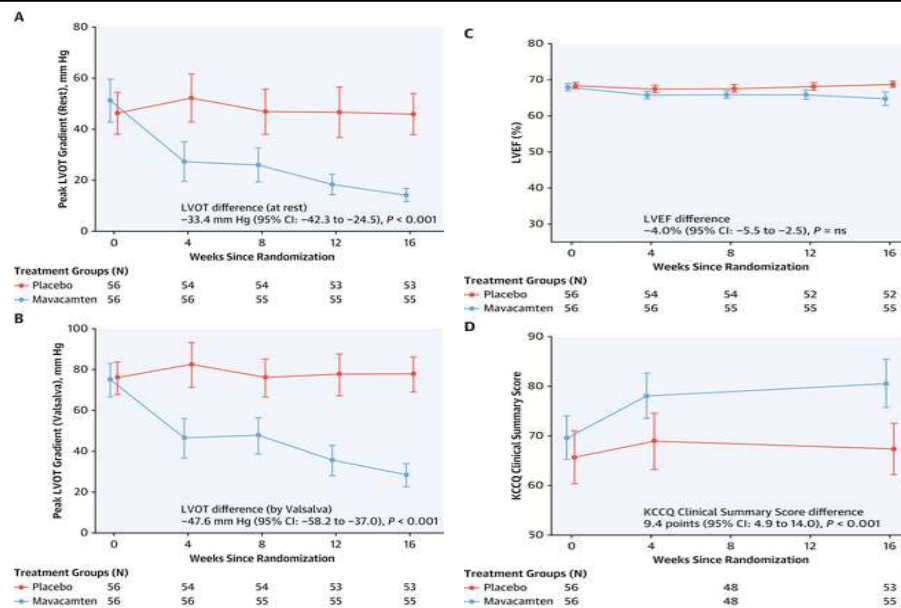 A
80
60
40
20
0
Peak LVOT Gradient (Rest), mm Hg
LVOT difference (at rest)
−33.4 mm Hg (95% CI: −42.3 to −24.5), P < 0.001
0 4 8 12 16
Weeks Since Randomization
Treatment Groups (N)
Placebo 56 54 54 53 53
Mavacamten 56 56 55 55 55
B
100
80
60
40
20
0
Peak LVOT Gradient (Valsalva), mm Hg
LVOT difference (by Valsalva)
−47.6 mm Hg (95% CI: −58.2 to −37.0), P < 0.001
0 4 8 12 16
Weeks Since Randomization
Treatment Groups (N)
Placebo 56 54 54 53 53
Mavacamten 56 56 55 55 55
C
80
70
60
50
40
30
LVEF (%)
LVEF difference
−4.0% (95% CI: −5.5 to −2.5), P = ns
0 4 8 12 16
Weeks Since Randomization
Treatment Groups (N)
Placebo 56 54 54 52 52
Mavacamten 56 56 55 55 55
D
90
80
70
60
50
KCCQ Clinical Summary Score
KCCQ Clinical Summary Score difference
9.4 points (95% CI: 4.9 to 14.0), P < 0.001
0 4 8 12 16
Weeks Since Randomization
Treatment Groups (N)
Placebo 56 48 53
Mavacamten 56 48 55